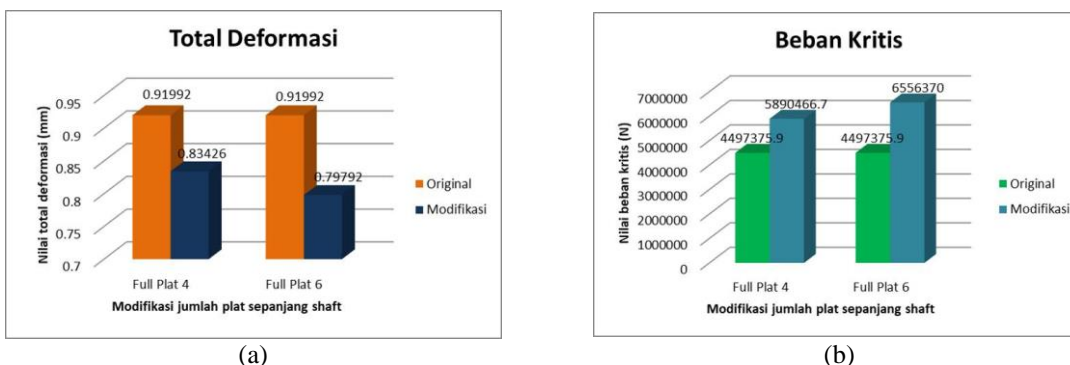 Total Deformasi
Nilai total deformasi (mm)
0.95
0.9
0.85
0.8
0.75
0.7
0.91992
0.83426
0.91992
0.79792
Original
Modifikasi
Full Plat 4
Full Plat 6
Modifikasi jumlah plat sepanjang shaft
(a)
Beban Kritis
Nilai beban kritis (N)
7000000
6000000
5000000
4000000
3000000
2000000
1000000
0
4497375.9
5890466.7
4497375.9
6556370
Original
Modifikasi
Full Plat 4
Full Plat 6
Modifikasi jumlah plat sepanjang shaft
(b)